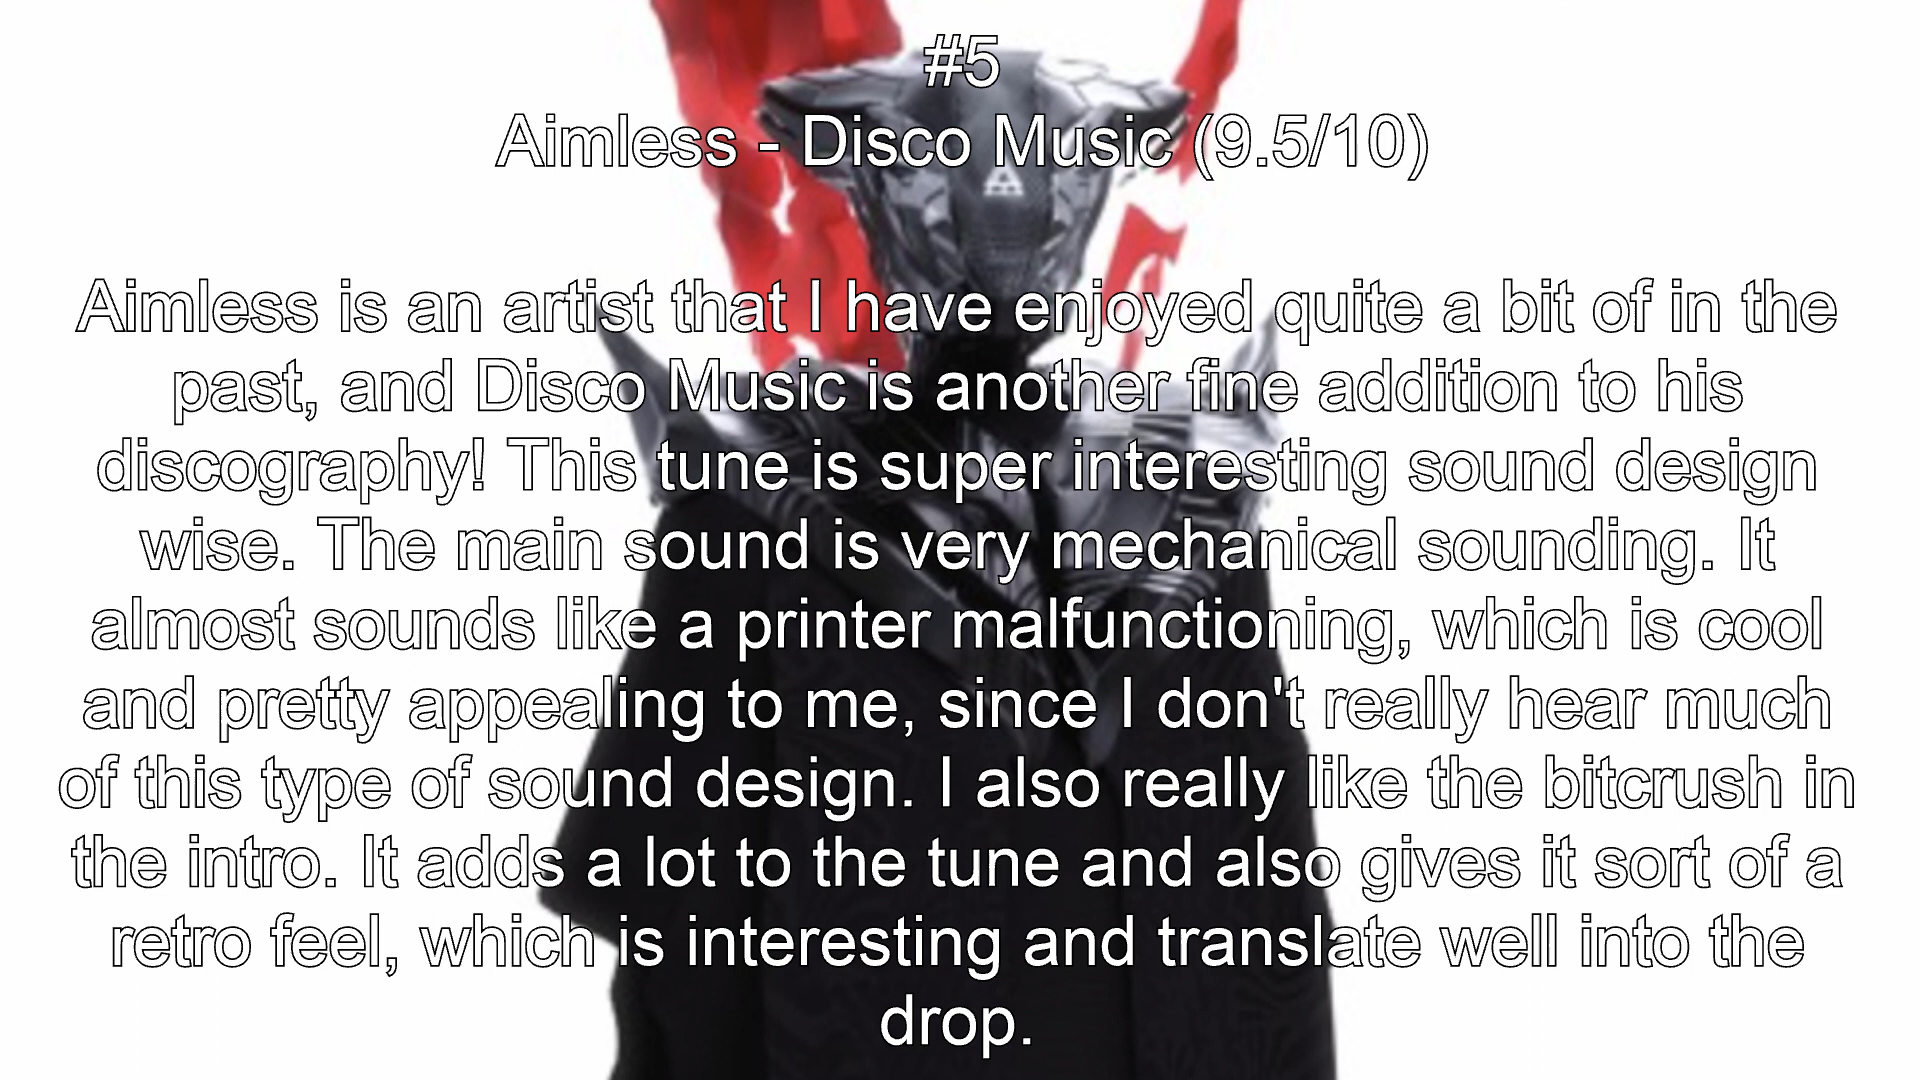 #5
Aimless - Disco Music (9.5/10)
Aimless is an artist that I have enjoyed quite a bit of in the
past, and Disco Music is another fine addition to his
discography! This tune is super interesting sound design
wise. The main sound is very mechanical sounding. It
almost sounds like a printer malfunctioning, which is cool
and pretty appealing to me, since I don't really hear much
of this type of sound design. I also really like the bitcrush in
the intro. It adds a lot to the tune and also gives it sort of a
retro feel, which is interesting and translate well into the
drop.